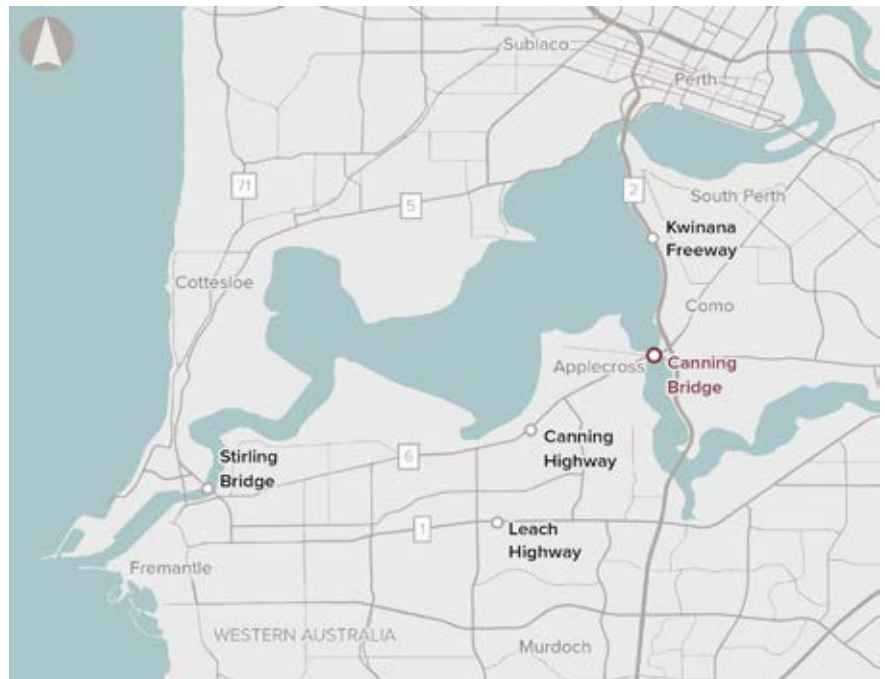 Subiaco
Perth
71
2
South Perth
5
Kwinana
Freeway
Cottesloe
Como
Applecross
Canning
Bridge
Canning
Highway
Stirling
Bridge
6
1
Leach
Highway
Fremantle
WESTERN AUSTRALIA
Murdoch